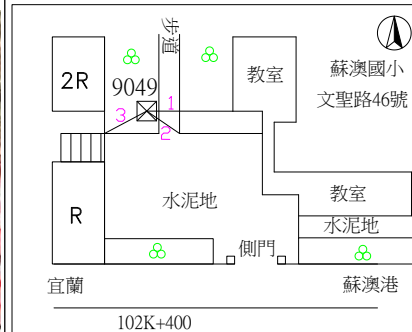 步道
2R
9049
教室
蘇澳國小
文聖路46號
1
3
2
R
水泥地
教室
水泥地
側門
宜蘭
蘇澳港
102K+400